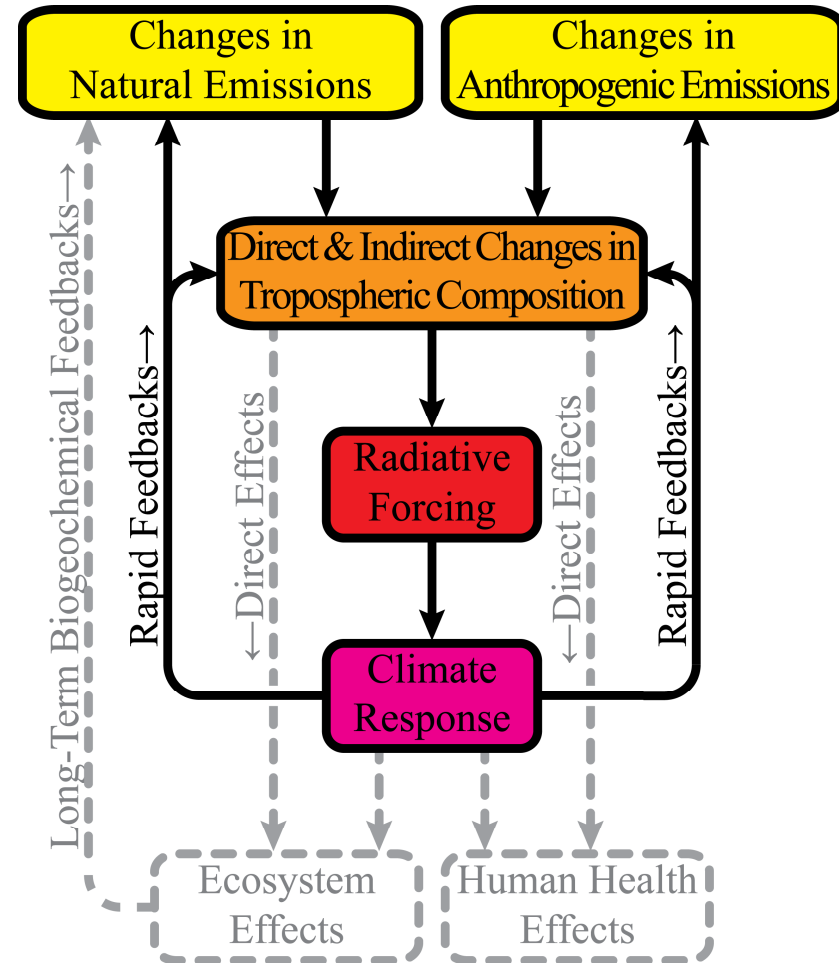 Changes in
Natural Emissions
Changes in
Anthropogenic Emissions
Direct & Indirect Changes in
Tropospheric Composition
Long-Term Biogeochemical Feedbacks→
Rapid Feedbacks→
←Direct Effects
Radiative
Forcing
←Direct Effects
Rapid Feedbacks→
Climate
Response
Ecosystem
Effects
Human Health
Effects